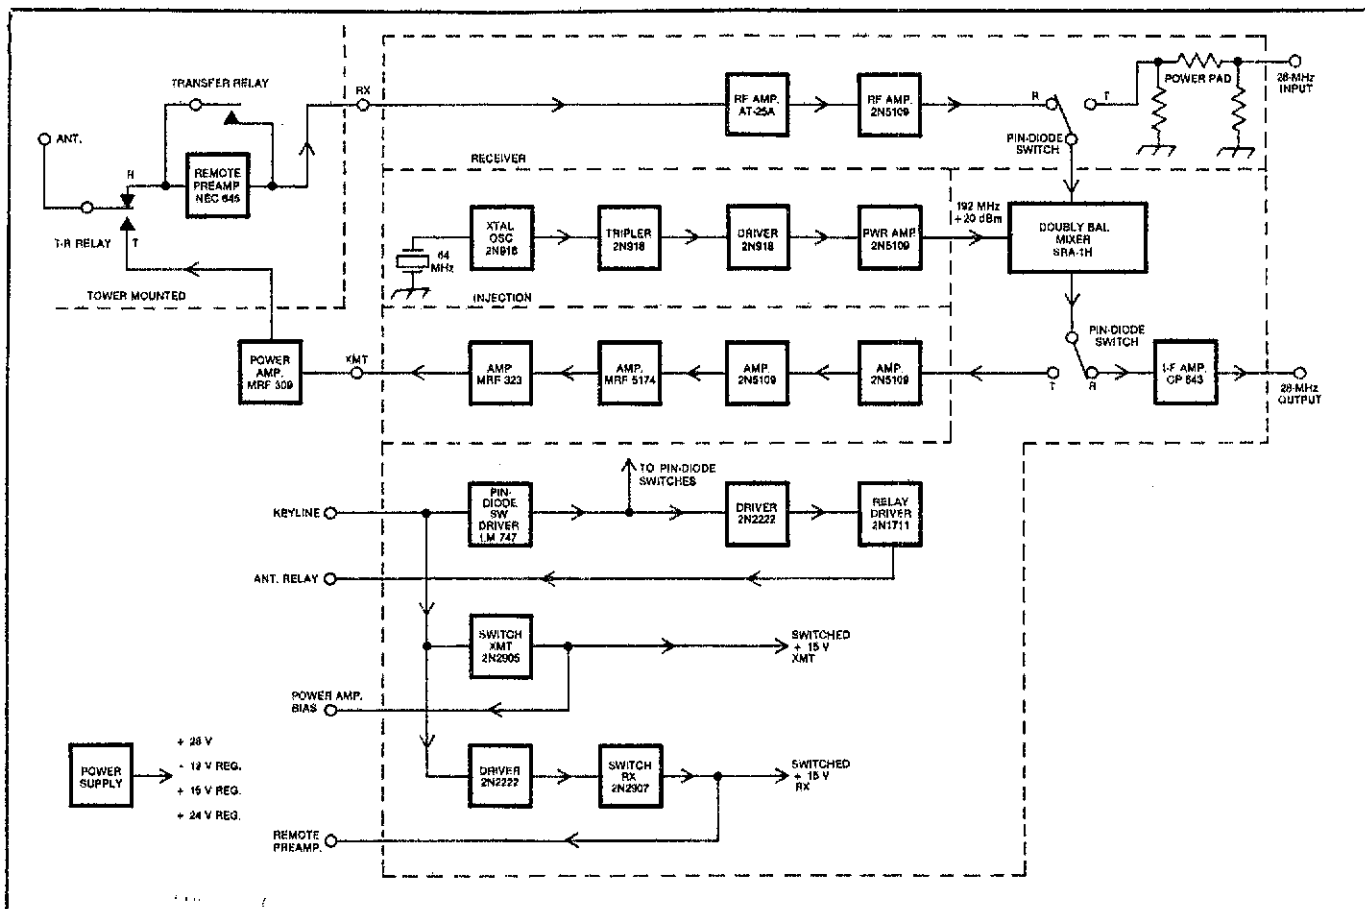 TRANSFER RELAY
RX
ANT.
R
REMOTE
PREAMP
NEC 645
T-R RELAY
T
TOWER MOUNTED
RF AMP.
AT-25A
RF AMP.
2N5109
R
T
POWER PAD
28-MHz
INPUT
PIN-DIODE
SWITCH
RECEIVER
XTAL
OSC
2N918
64
MHz
TRIPLER
2N918
DRIVER
2N918
PWR AMP
2N5109
192 MHz
+20 dBm
DOUBLY BAL
MIXER
SRA-1H
INJECTION
POWER
AMP.
MRF 309
XMT
AMP
MRF 323
AMP.
MRF 5174
AMP.
2N5109
AMP.
2N5109
PIN-DIODE
SWITCH
T
R
I-F AMP.
CP 643
28-MHz
OUTPUT
TO PIN-DIODE
SWITCHES
KEYLINE
PIN-
DIODE
SW
DRIVER
LM 747
DRIVER
2N2222
RELAY
DRIVER
2N1711
ANT. RELAY
SWITCH
XMT
2N2905
SWITCHED
+ 15 V
XMT
POWER AMP.
BIAS
POWER
SUPPLY
+ 28 V
- 12 V REG.
+ 15 V REG.
+ 24 V REG.
DRIVER
2N2222
SWITCH
RX
2N2907
SWITCHED
+ 15 V
RX
REMOTE
PREAMP.